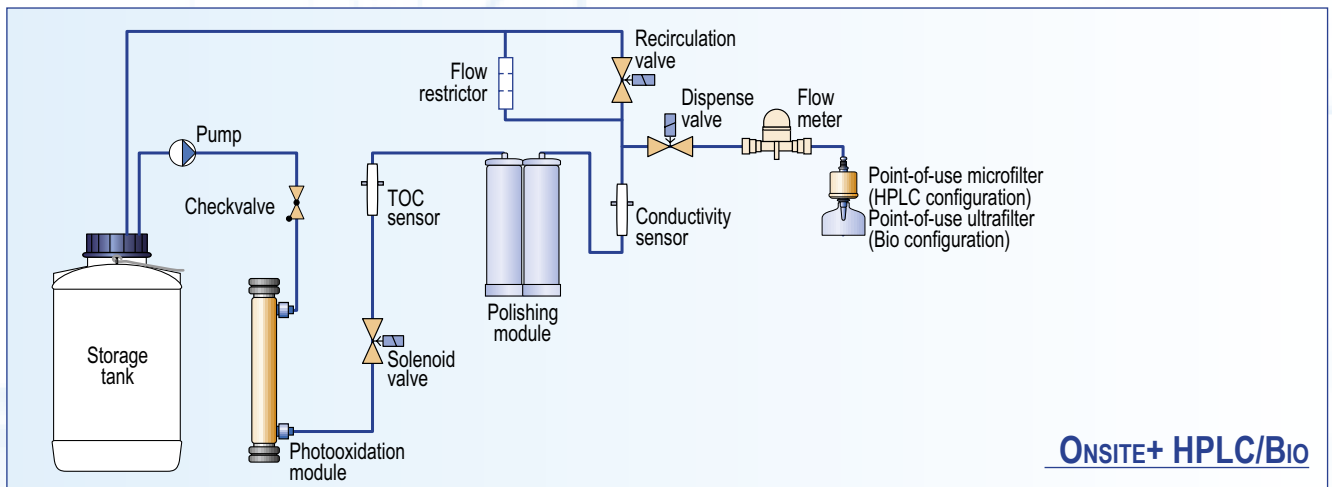 Recirculation
valve
Flow
restrictor
Dispense
valve
Flow
meter
Pump
Checkvalve
TOC
sensor
Conductivity
sensor
Point-of-use microfilter
(HPLC configuration)
Point-of-use ultrafilter
(Bio configuration)
Polishing
module
Storage
tank
Solenoid
valve
Photooxidation
module
ONSITE+ HPLC/BIO